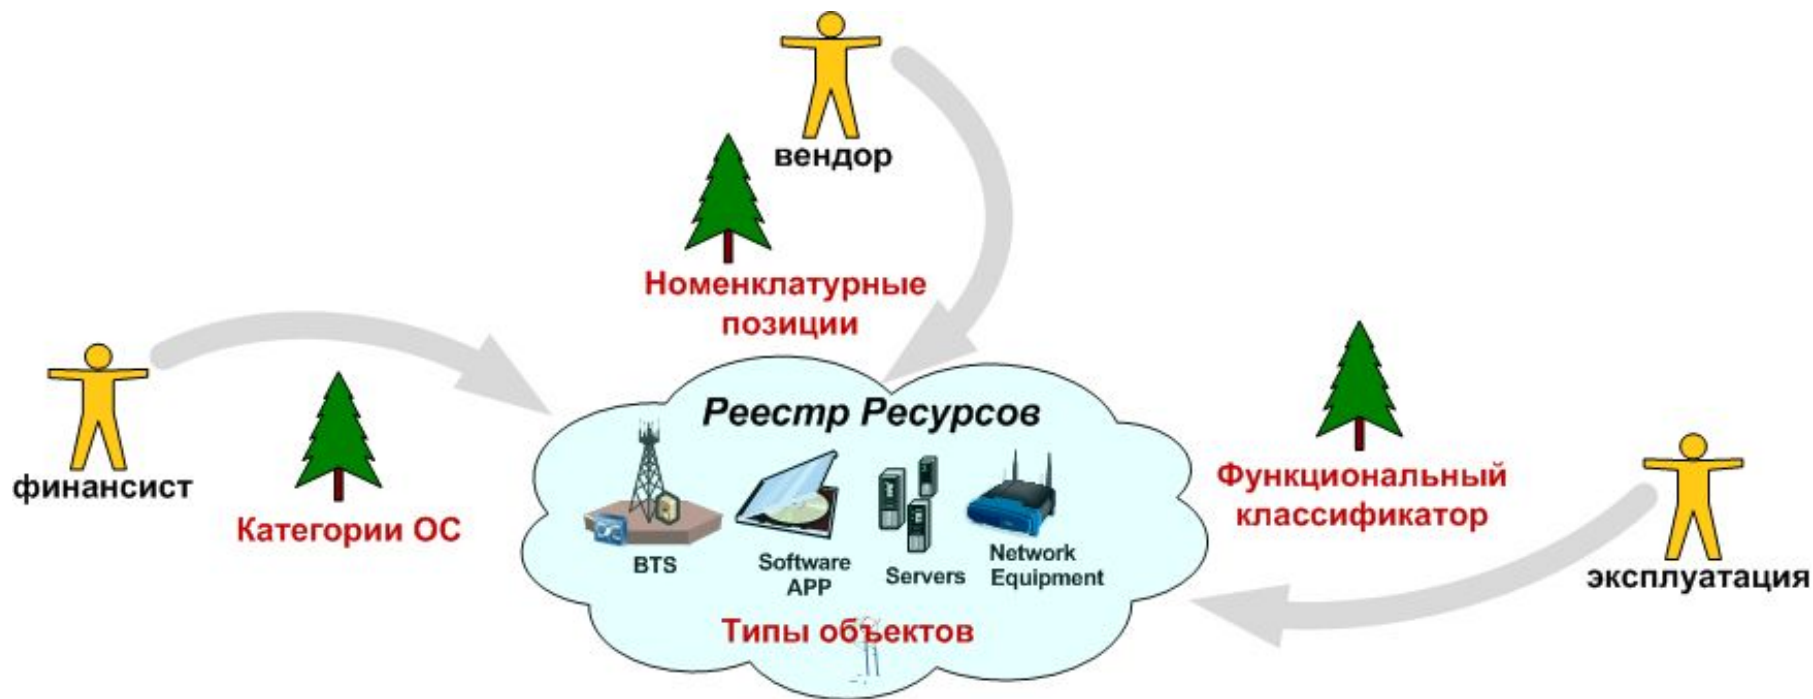 вендор
Номенклатурные
позиции
финансист
Категории ОС
Реестр Ресурсов
BTS
Software
APP
Servers
Network
Equipment
Типы объектов
Функциональный
классификатор
эксплуатация